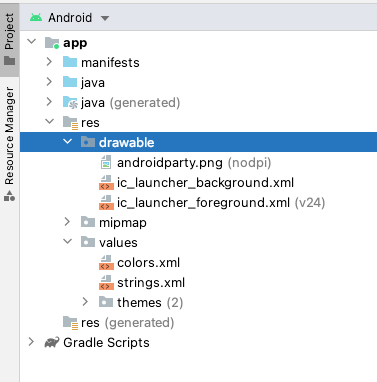 Project
Resource Manager
Android
app
manifests
java
java (generated)
res
drawable
androidparty.png (nodpi)
ic_launcher_background.xml
ic_launcher_foreground.xml (v24)
mipmap
values
colors.xml
strings.xml
themes (2)
res (generated)
Gradle Scripts